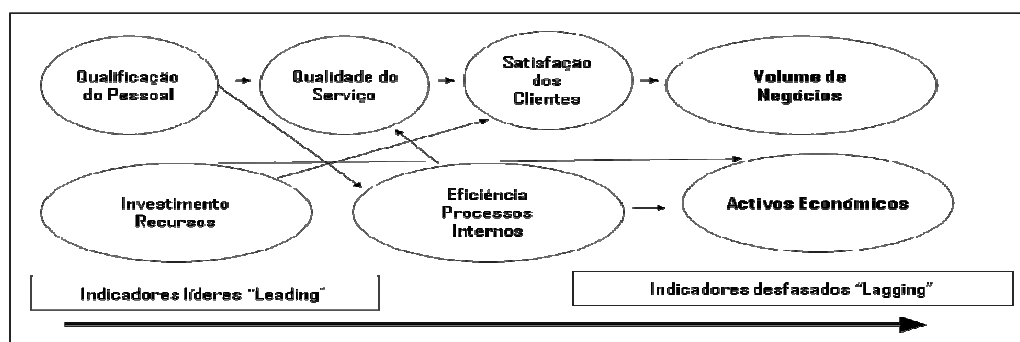 Qualificação
do Pessoal
Qualidade do
Serviço
Satisfação
dos
Clientes
Volume de
Negócios
Investimento
Recursos
Eficiência
Processos
Internos
Activos Económicos
Indicadores líderes "Leading"
Indicadores desfasados "Lagging"